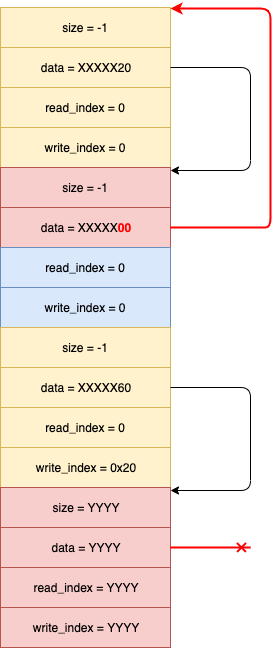 size = -1
data = XXXXX20
read_index = 0
write_index = 0
size = -1
data = XXXXX00
read_index = 0
write_index = 0
size = -1
data = XXXXX60
read_index = 0
write_index = 0x20
size = YYYY
data = YYYY
read_index = YYYY
write_index = YYYY